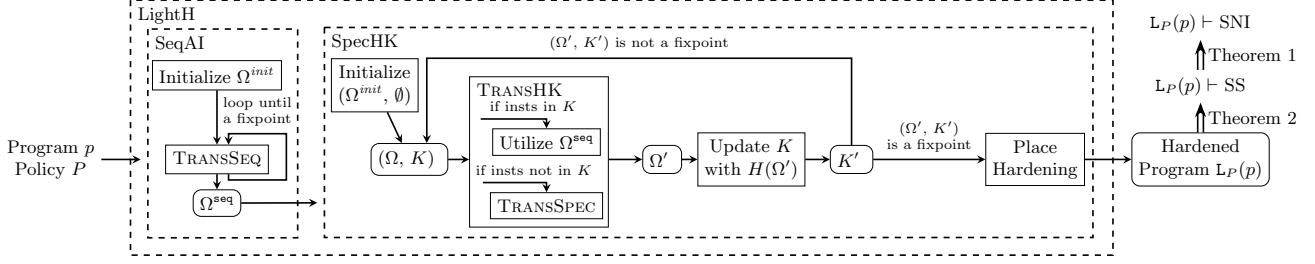 LightH
SeqAI
Initialize Ω^init
loop until
a fixpoint
TransSeq
Ω^seq
Program p
Policy P
SpecHK
(Ω′, K′) is not a fixpoint
Initialize
(Ω^init, ∅)
(Ω, K)
TransHK
if insts in K
Utilize Ω^seq
if insts not in K
TransSpec
Ω′
Update K
with H(Ω′)
K′
(Ω′, K′)
is a fixpoint
Place
Hardening
L_P(p) ⊢ SNI
Theorem 1
L_P(p) ⊢ SS
Theorem 2
Hardened
Program L_P(p)